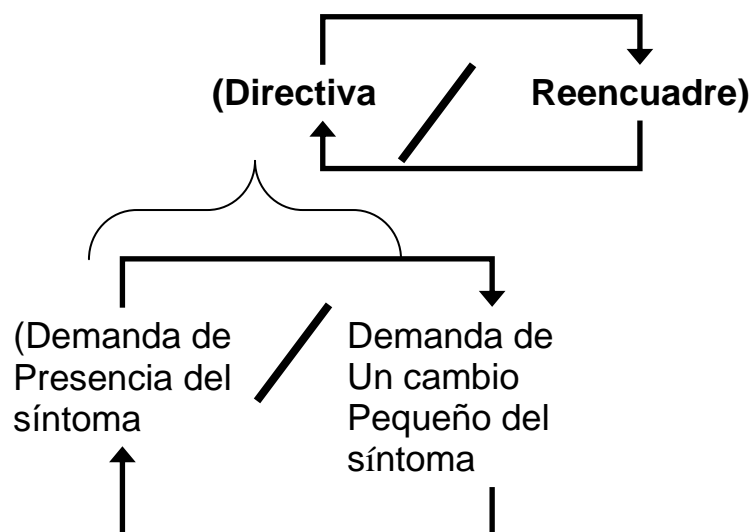 (Directiva Reencuadre)
(Demanda de
Presencia del
síntoma
Demanda de
Un cambio
Pequeño del
síntoma